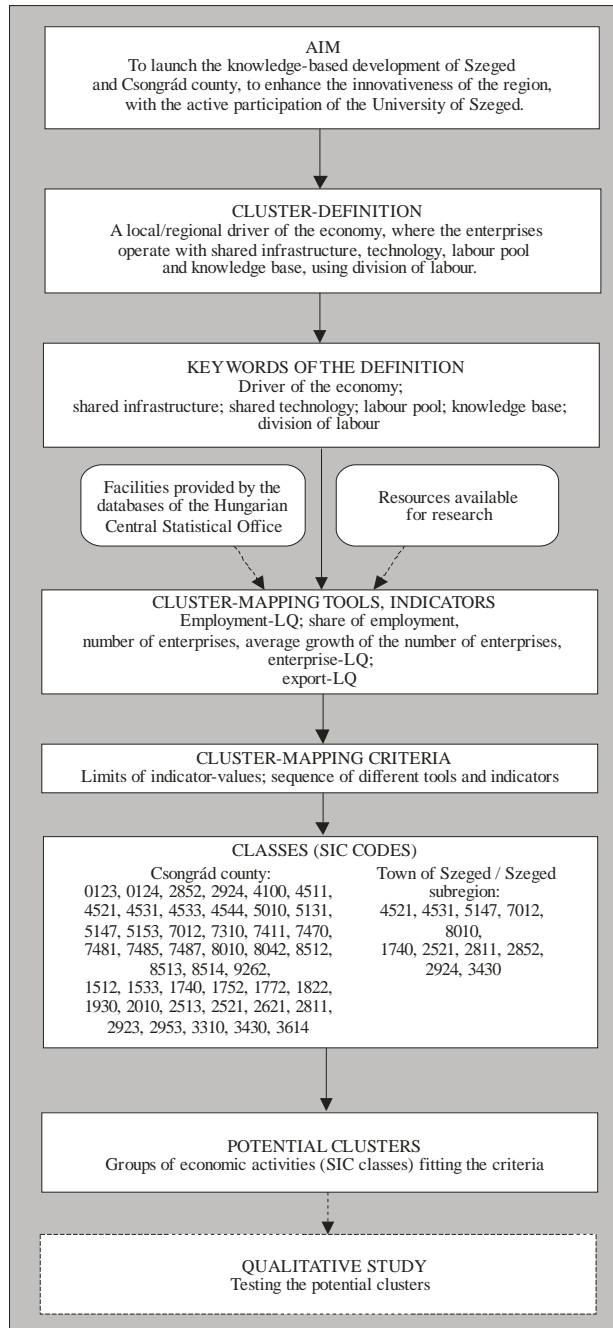 AIM
To launch the knowledge-based development of Szeged
and Csongrád county, to enhance the innovativeness of the region,
with the active participation of the University of Szeged.
CLUSTER-DEFINITION
A local/regional driver of the economy, where the enterprises
operate with shared infrastructure, technology, labour pool
and knowledge base, using division of labour.
KEYWORDS OF THE DEFINITION
Driver of the economy;
shared infrastructure; shared technology; labour pool; knowledge base;
division of labour
Facilities provided by the
databases of the Hungarian
Central Statistical Office
Resources available
for research
CLUSTER-MAPPING TOOLS, INDICATORS
Employment-LQ; share of employment,
number of enterprises, average growth of the number of enterprises,
enterprise-LQ;
export-LQ
CLUSTER-MAPPING CRITERIA
Limits of indicator-values; sequence of different tools and indicators
CLASSES (SIC CODES)
Csongrád county:
0123, 0124, 2852, 2924, 4100, 4511,
4521, 4531, 4533, 4544, 5010, 5131,
5147, 5153, 7012, 7310, 7411, 7470,
7481, 7485, 7487, 8010, 8042, 8512,
8513, 8514, 9262,
1512, 1533, 1740, 1752, 1772, 1822,
1930, 2010, 2513, 2521, 2621, 2811,
2923, 2953, 3310, 3430, 3614
Town of Szeged / Szeged
subregion:
4521, 4531, 5147, 7012,
8010,
1740, 2521, 2811, 2852,
2924, 3430
POTENTIAL CLUSTERS
Groups of economic activities (SIC classes) fitting the criteria
QUALITATIVE STUDY
Testing the potential clusters